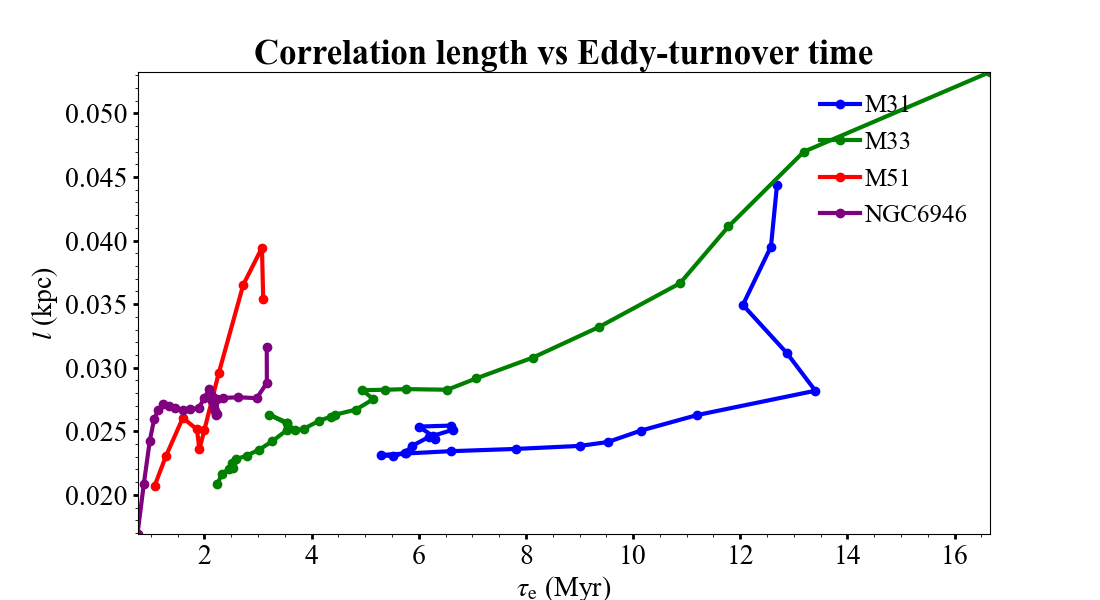 Correlation length vs Eddy-turnover time
0.050
0.045
0.040
0.035
0.030
0.025
0.020
l (kpc)
M31
M33
M51
NGC6946
2 4 6 8 10 12 14 16
τe (Myr)